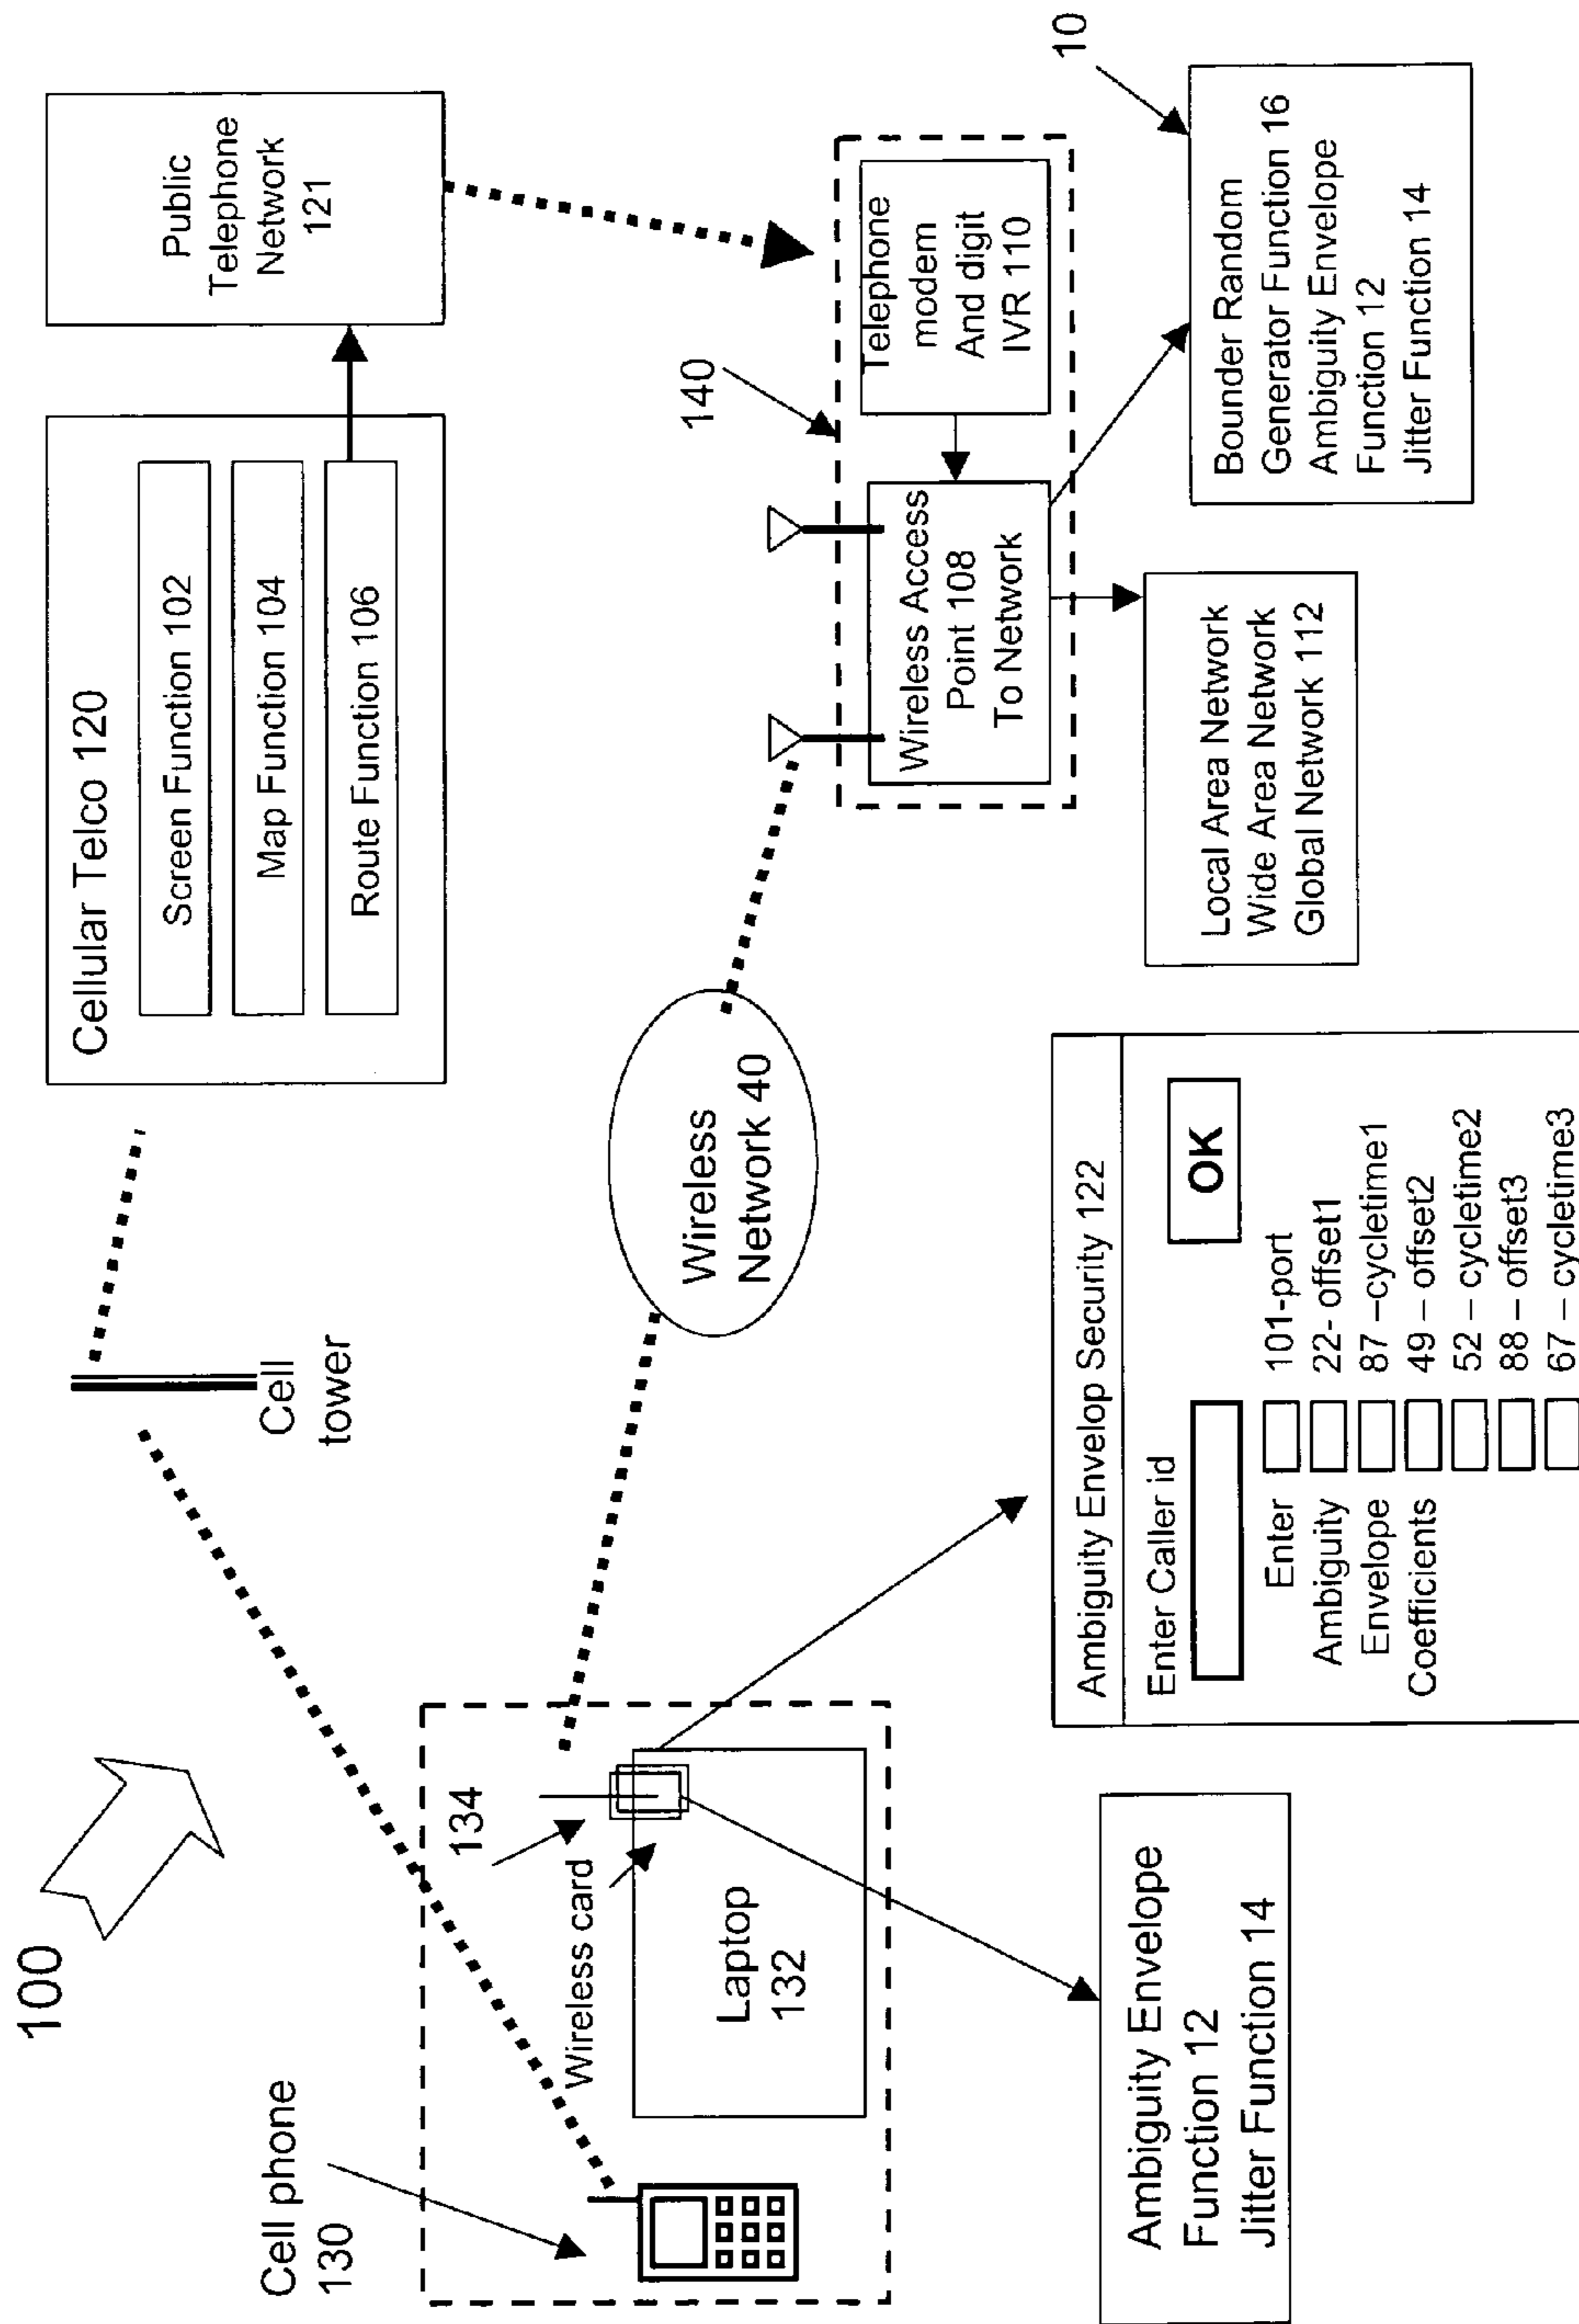 100
Cell phone
130
134
Wireless card
Laptop
132
Ambiguity Envelope
Function 12
Jitter Function 14
Cell
tower
Wireless
Network 40
Ambiguity Envelop Security 122
Enter Caller id
OK
Enter
Ambiguity
Envelope
Coefficients
101-port
22- offset1
87 –cycletime1
49 – offset2
52 – cycletime2
88 – offset3
67 – cycletime3
Cellular Telco 120
Screen Function 102
Map Function 104
Route Function 106
Public
Telephone
Network
121
140
Wireless Access
Point 108
To Network
Telephone
modem
And digit
IVR 110
Local Area Network
Wide Area Network
Global Network 112
10
Bounder Random
Generator Function 16
Ambiguity Envelope
Function 12
Jitter Function 14